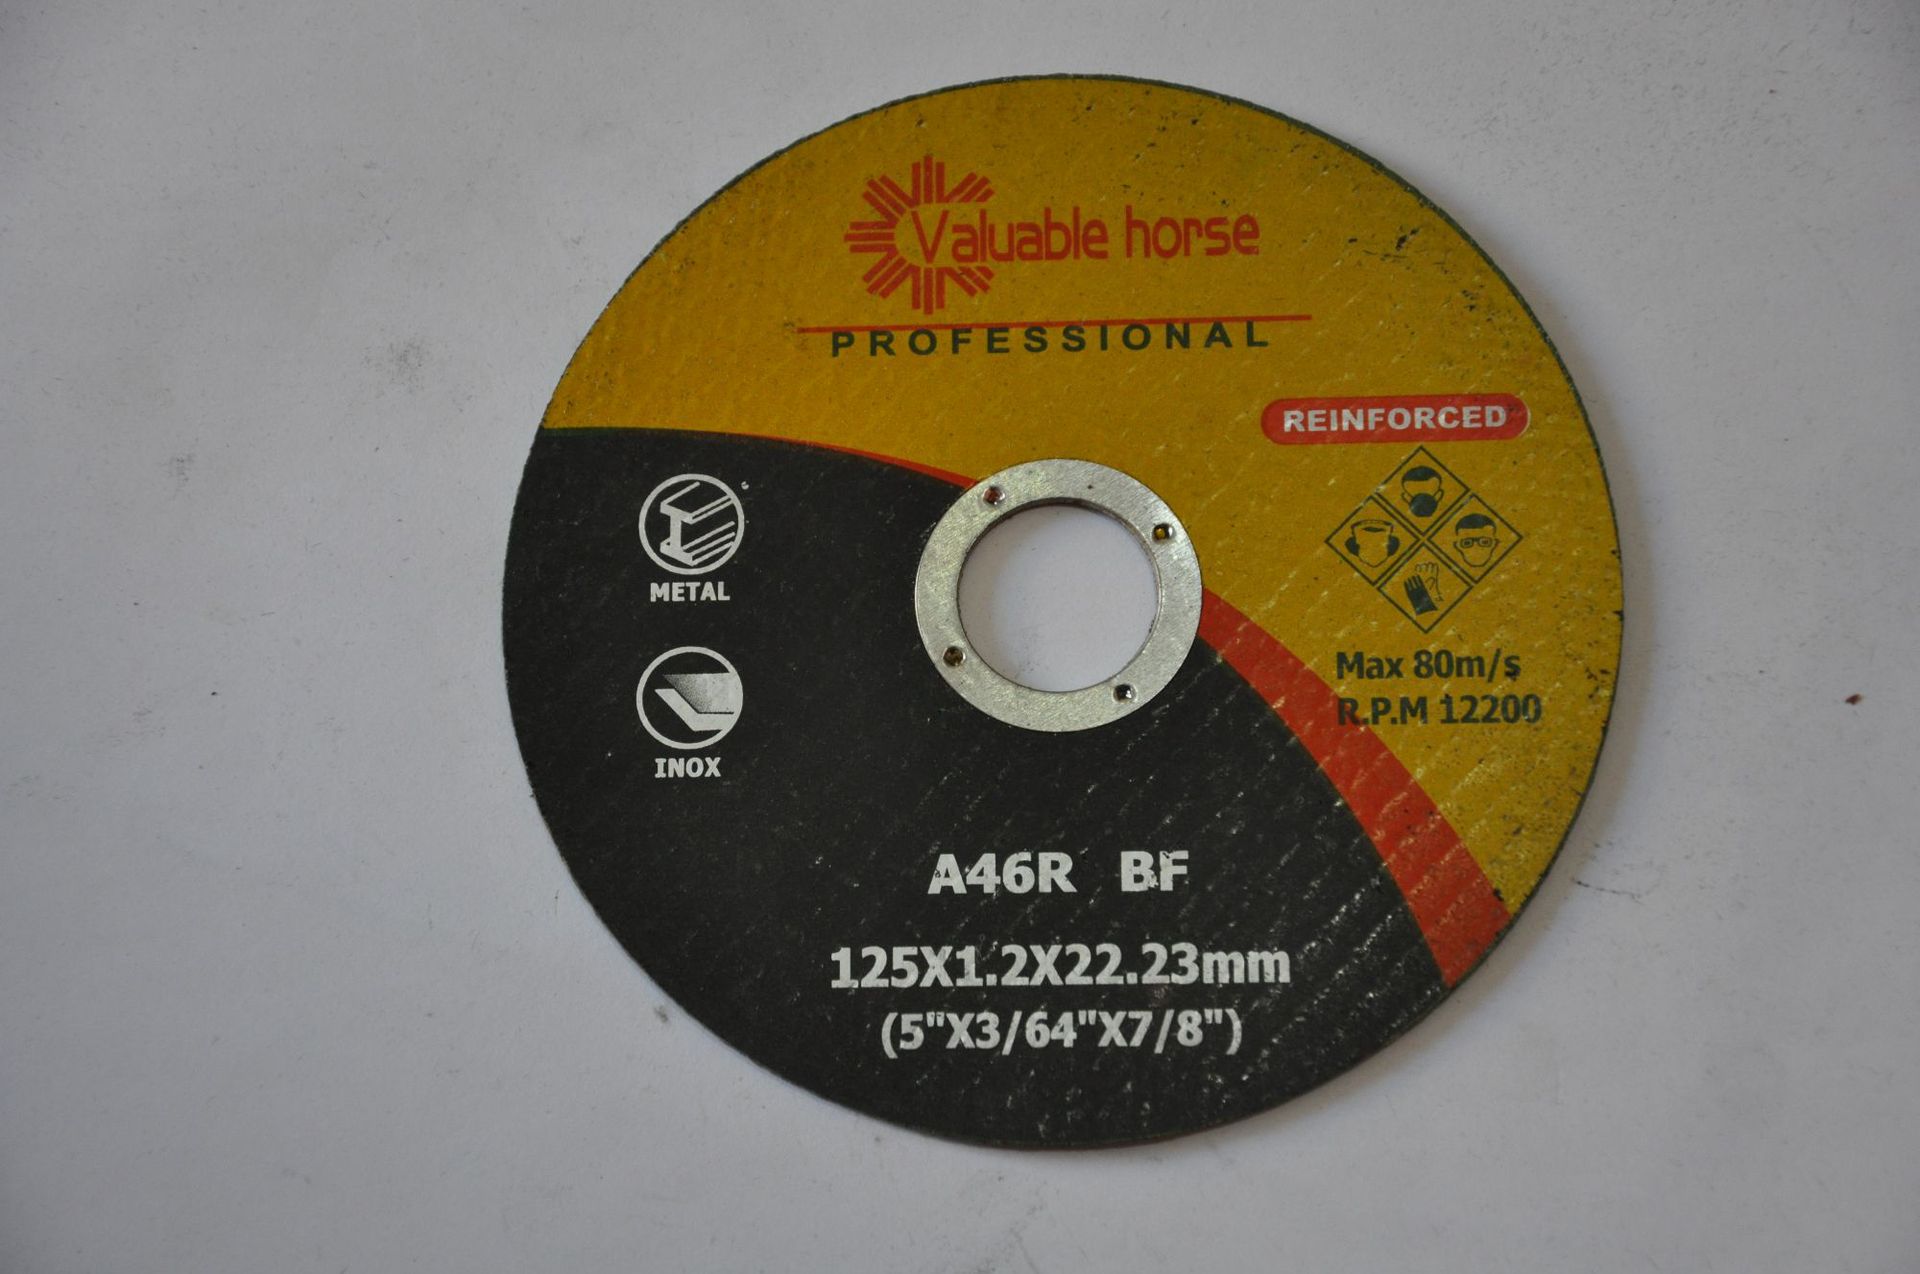 Valuable horse
PROFESSIONAL
REINFORCED
METAL
INOX
Max 80m/s
R.P.M 12200
A46R BF
125X1.2X22.23mm
(5"X3/64"X7/8")